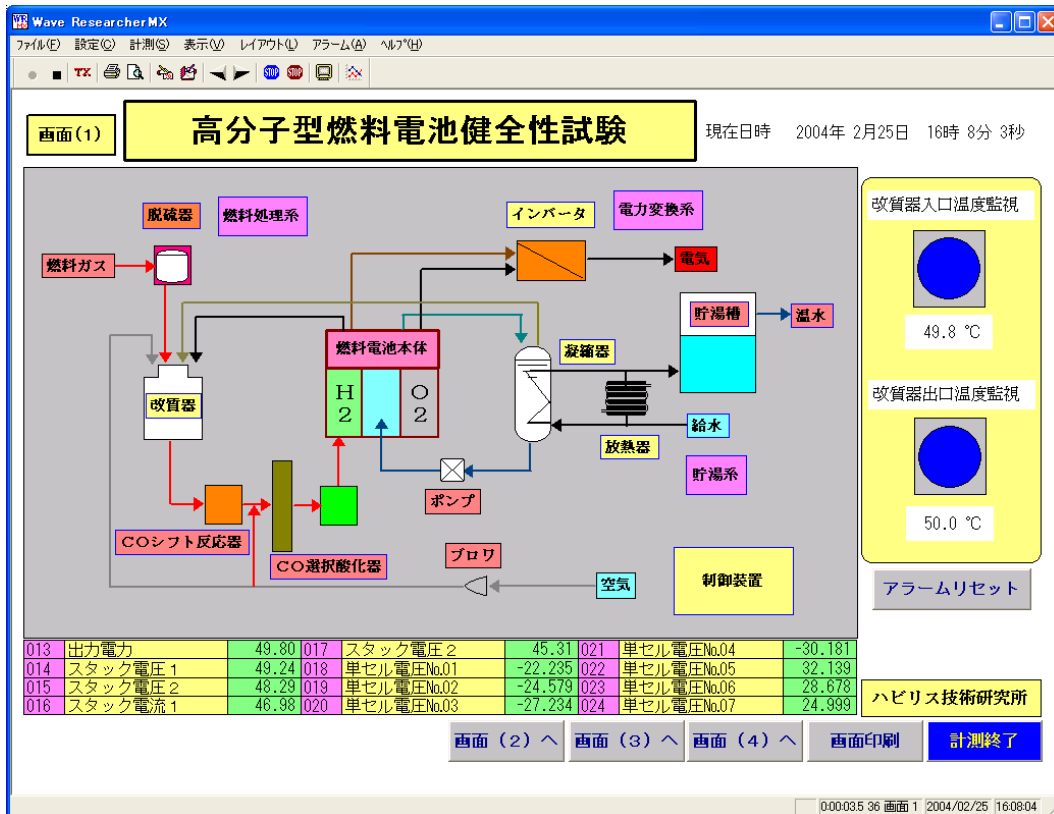 Wave ResearcherMX
ファイル(F) 設定(C) 計測(S) 表示(V) レイアウト(L) アラーム(A) ヘルプ(H)
TX STOP STOP
画面(1)
高分子型燃料電池健全性試験
現在日時 2004年 2月25日 16時 8分 3秒
脱硫器
燃料処理系
インバータ
電力変換系
燃料ガス
電気
貯湯槽
温水
燃料電池本体
凝縮器
改質器
H2
O2
給水
放熱器
貯湯系
ポンプ
COシフト反応器
CO選択酸化器
ブロワ
空気
制御装置
改質器入口温度監視
49.8 ℃
改質器出口温度監視
50.0 ℃
アラームリセット
013 出力電力 49.80 017 スタック電圧2 45.31 021 単セル電圧№04 -30.181
014 スタック電圧1 49.24 018 単セル電圧№01 -22.235 022 単セル電圧№05 32.139
015 スタック電圧2 48.29 019 単セル電圧№02 -24.579 023 単セル電圧№06 28.678
016 スタック電流1 46.98 020 単セル電圧№03 -27.234 024 単セル電圧№07 24.999
ハビリス技術研究所
画面(2)へ 画面(3)へ 画面(4)へ 画面印刷 計測終了
0:00:03.5 36 画面 1 2004/02/25 16:08:04